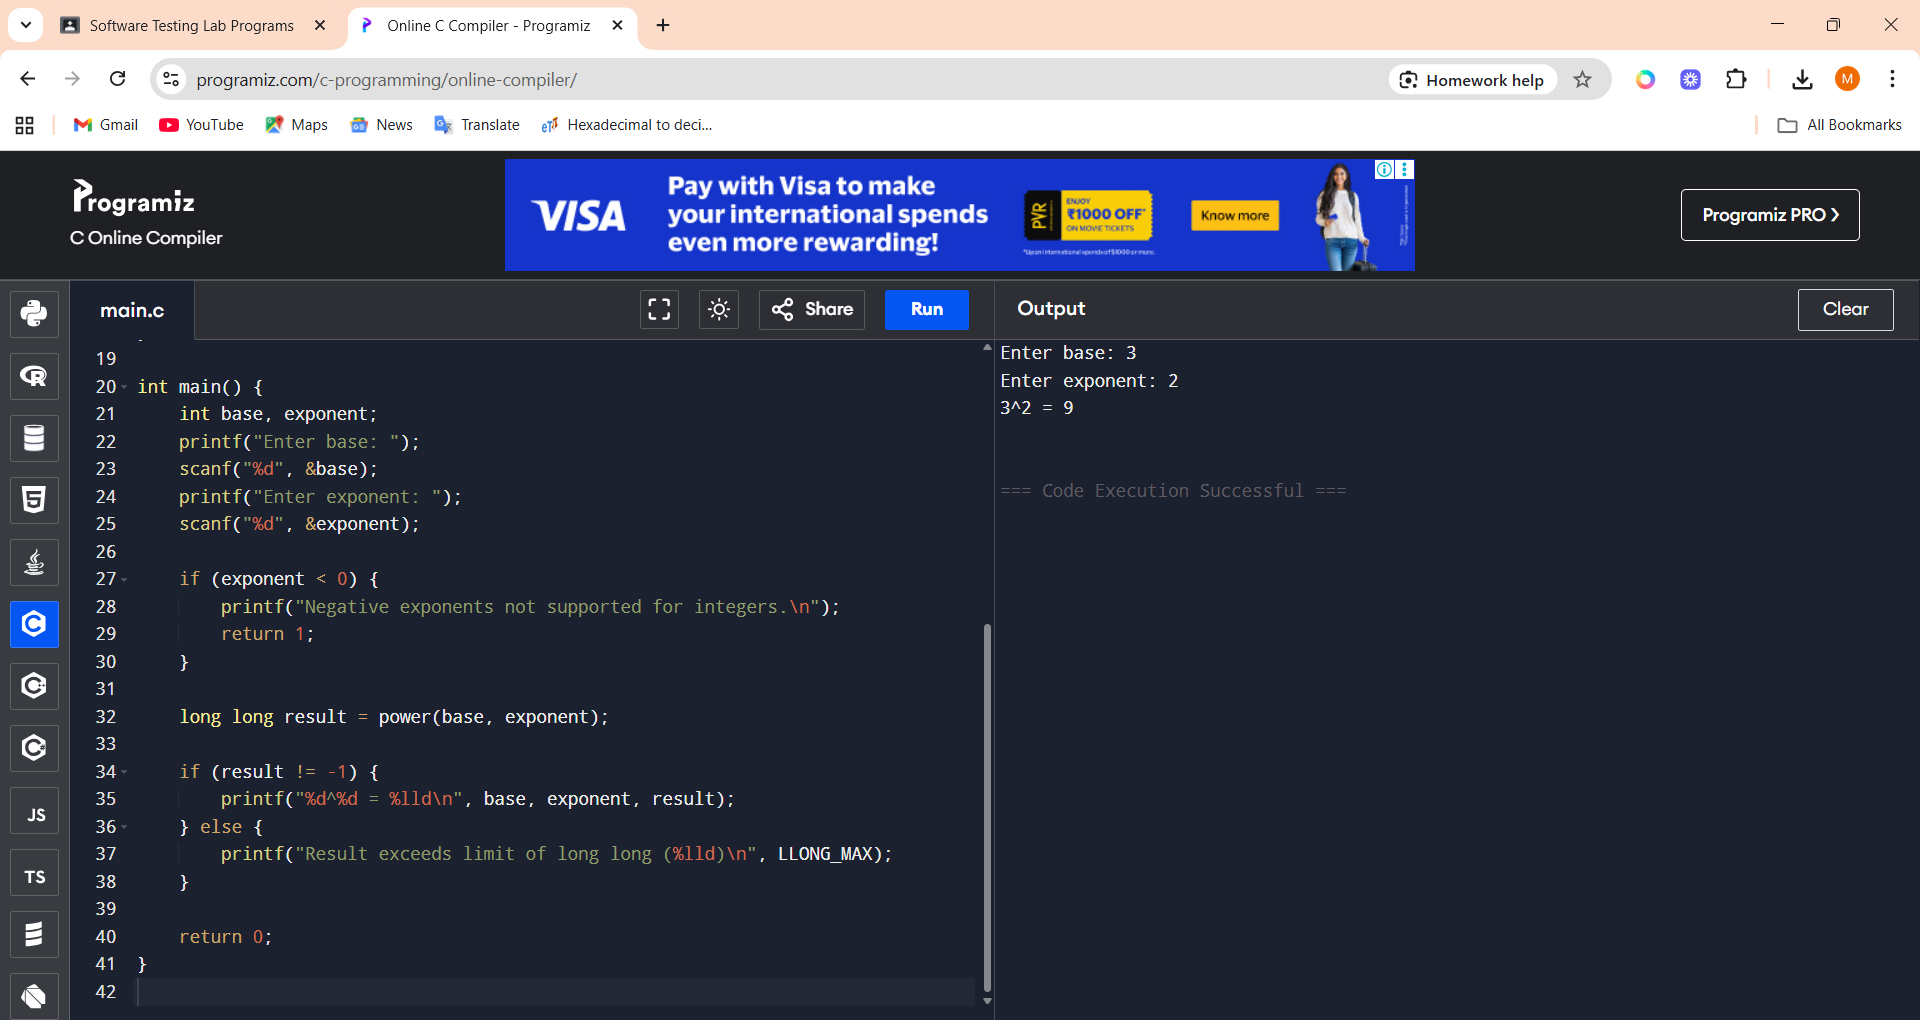 Software Testing Lab Programs
Online C Compiler - Programiz
programiz.com/c-programming/online-compiler/
Homework help
M
Gmail
YouTube
Maps
News
Translate
Hexadecimal to deci...
All Bookmarks
Programiz
C Online Compiler
VISA
Pay with Visa to make
your international spends
even more rewarding!
PVR
ENJOY
₹1000 OFF*
ON MOVIE TICKETS
*Upon international spends of $1000 or more.
Know more
Programiz PRO ❯
main.c
Share
Run
Output
Clear
19
20 int main() {
21 int base, exponent;
22 printf("Enter base: ");
23 scanf("%d", &base);
24 printf("Enter exponent: ");
25 scanf("%d", &exponent);
26
27 if (exponent < 0) {
28 printf("Negative exponents not supported for integers.\n");
29 return 1;
30 }
31
32 long long result = power(base, exponent);
33
34 if (result != -1) {
35 printf("%d^%d = %lld\n", base, exponent, result);
36 } else {
37 printf("Result exceeds limit of long long (%lld)\n", LLONG_MAX);
38 }
39
40 return 0;
41 }
42
Enter base: 3
Enter exponent: 2
3^2 = 9
=== Code Execution Successful ===
JS
TS